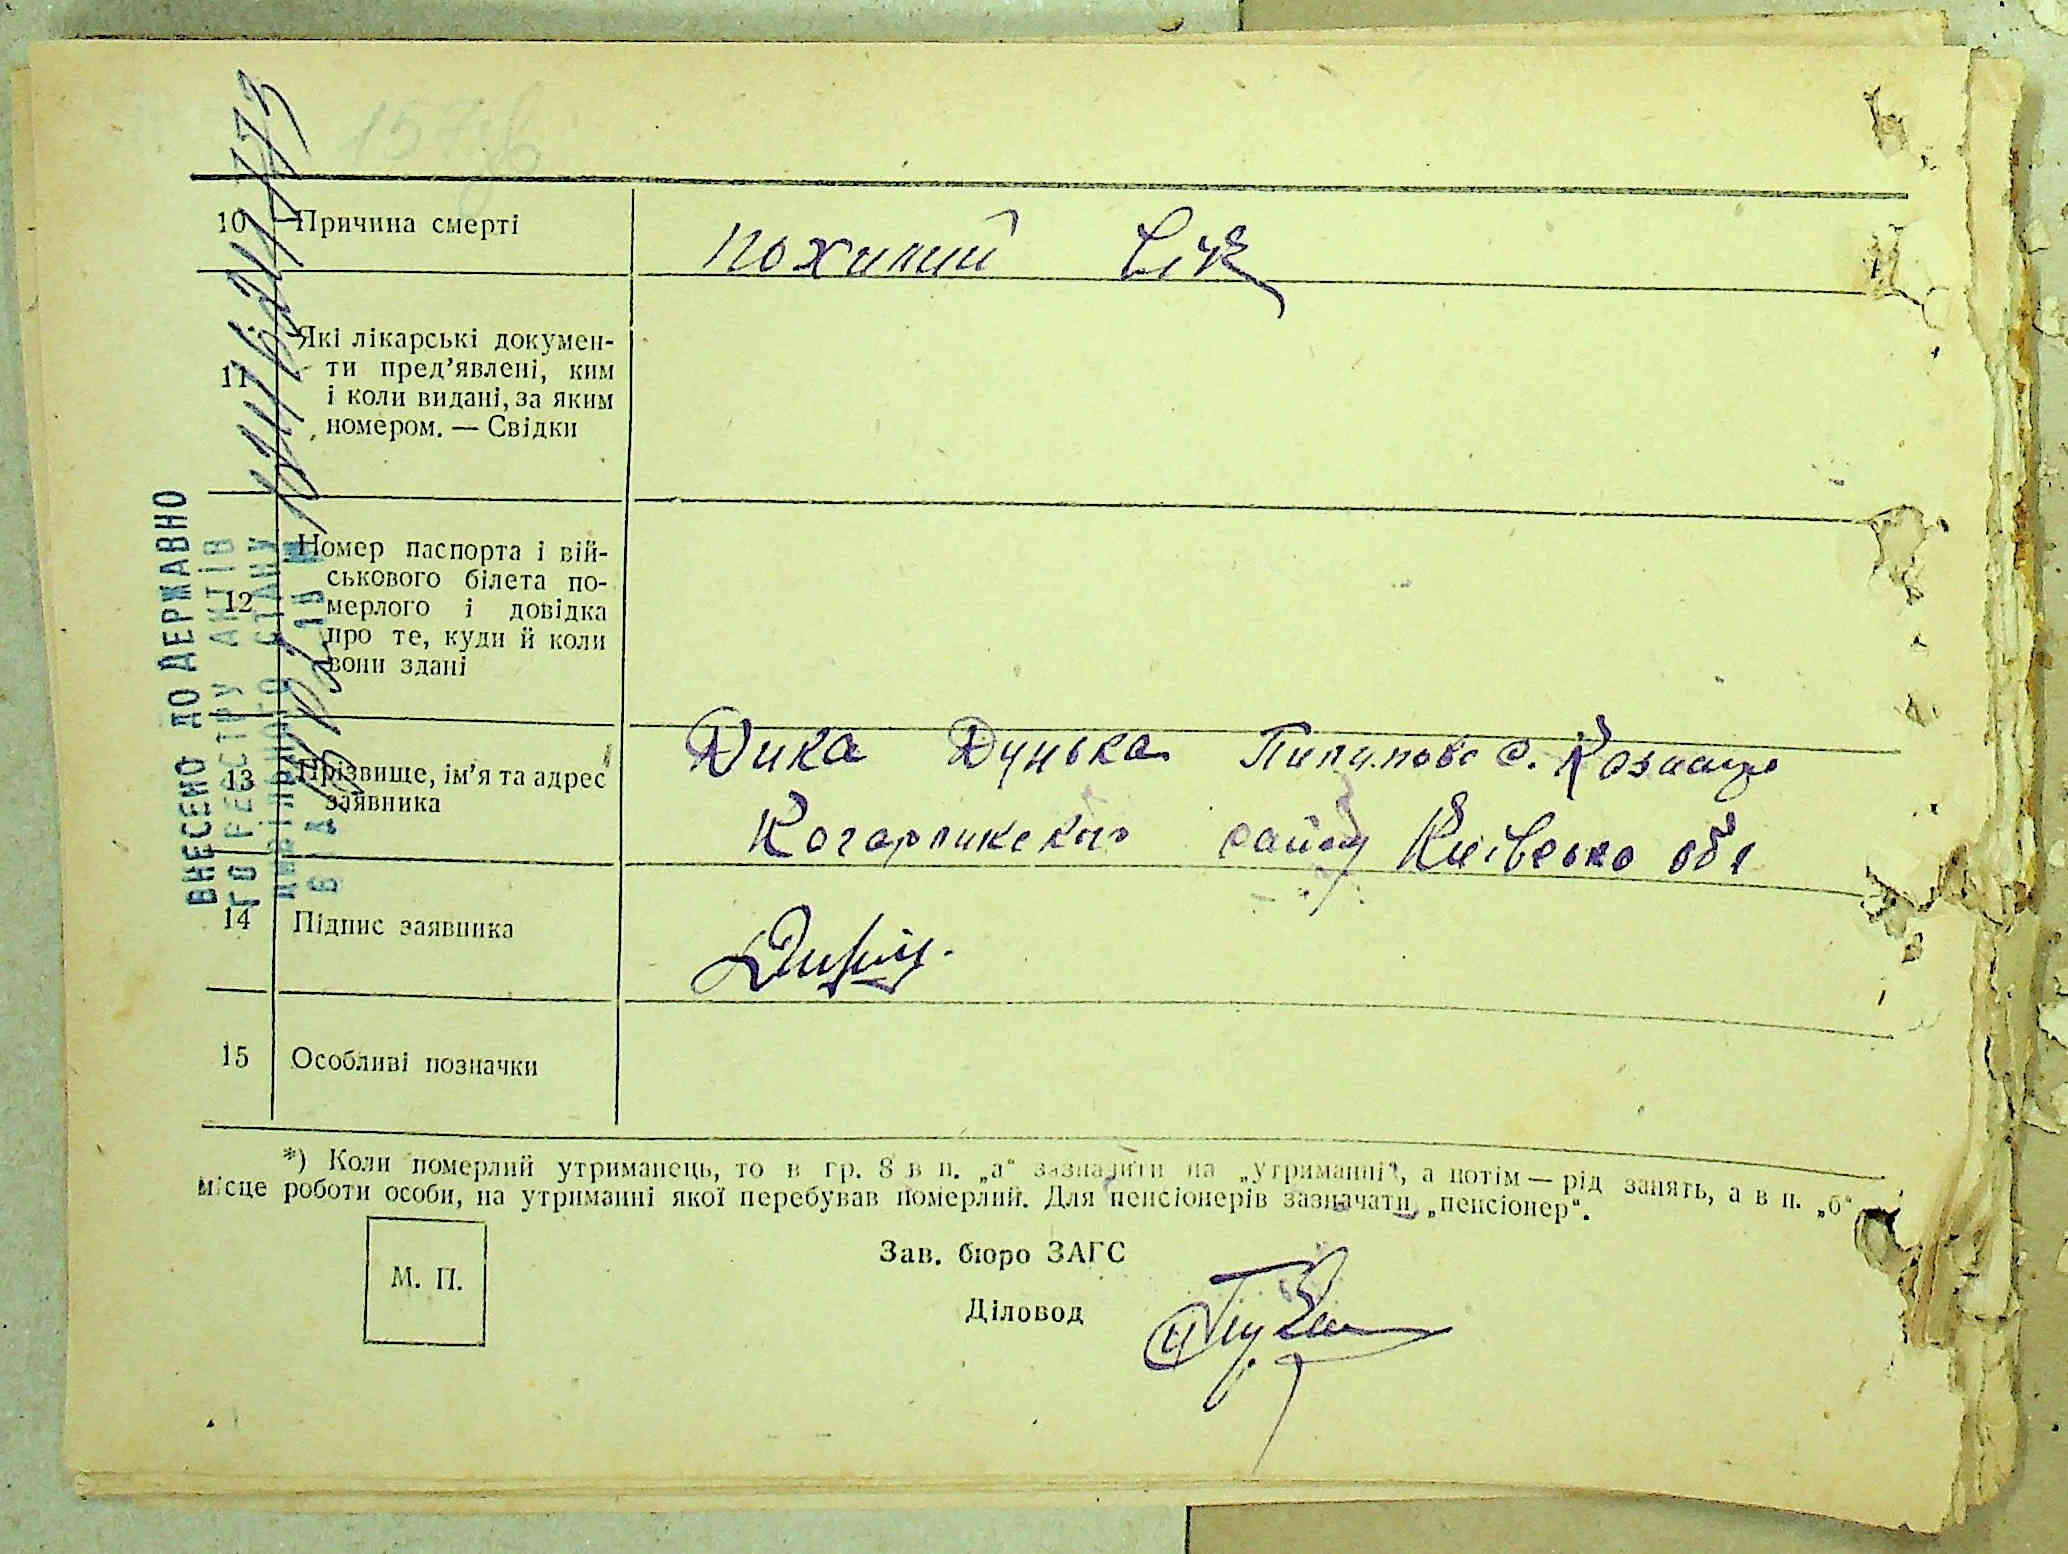 10 Причина смерті похилий вік
11 Які лікарські докумен-
ти пред’явлені, ким
і коли видані, за яким
номером. — Свідки
12 Номер паспорта і вій-
ськового білета по-
мерлого і довідка
про те, куди й коли
вони здані
13 Прізвище, ім’я та адрес
заявника
Дика Дунька
Кагарликского району Київсько обл
14 Підпис заявника
15 Особливі позначки
*) Коли померлий утриманець, то в гр. 8 в п. „а“ зазначити на „утриманні“, а потім — рід занять, а в п. „б“
місце роботи особи, на утриманні якої перебував померлий. Для пенсіонерів зазначати „пенсіонер“.
М. П.
Зав. бюро ЗАГС
Діловод
ВНЕСЕНО ДО ДЕРЖАВНО
ГО РЕЄСТРУ АКТІВ
ЦИВІЛЬНОГО СТАНУ